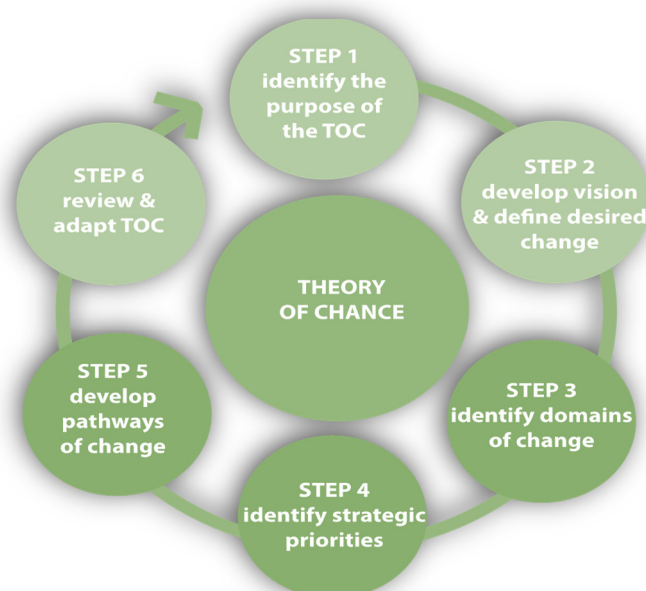 STEP 1
identify the
purpose of
the TOC
STEP 2
develop vision
& define desired
change
STEP 3
identify domains
of change
STEP 4
identify strategic
priorities
STEP 5
develop
pathways
of change
STEP 6
review &
adapt TOC
THEORY
OF CHANCE